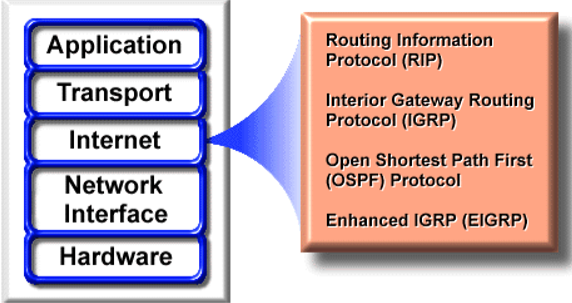 Application
Transport
Internet
Network
Interface
Hardware
Routing Information
Protocol (RIP)
Interior Gateway Routing
Protocol (IGRP)
Open Shortest Path First
(OSPF) Protocol
Enhanced IGRP (EIGRP)